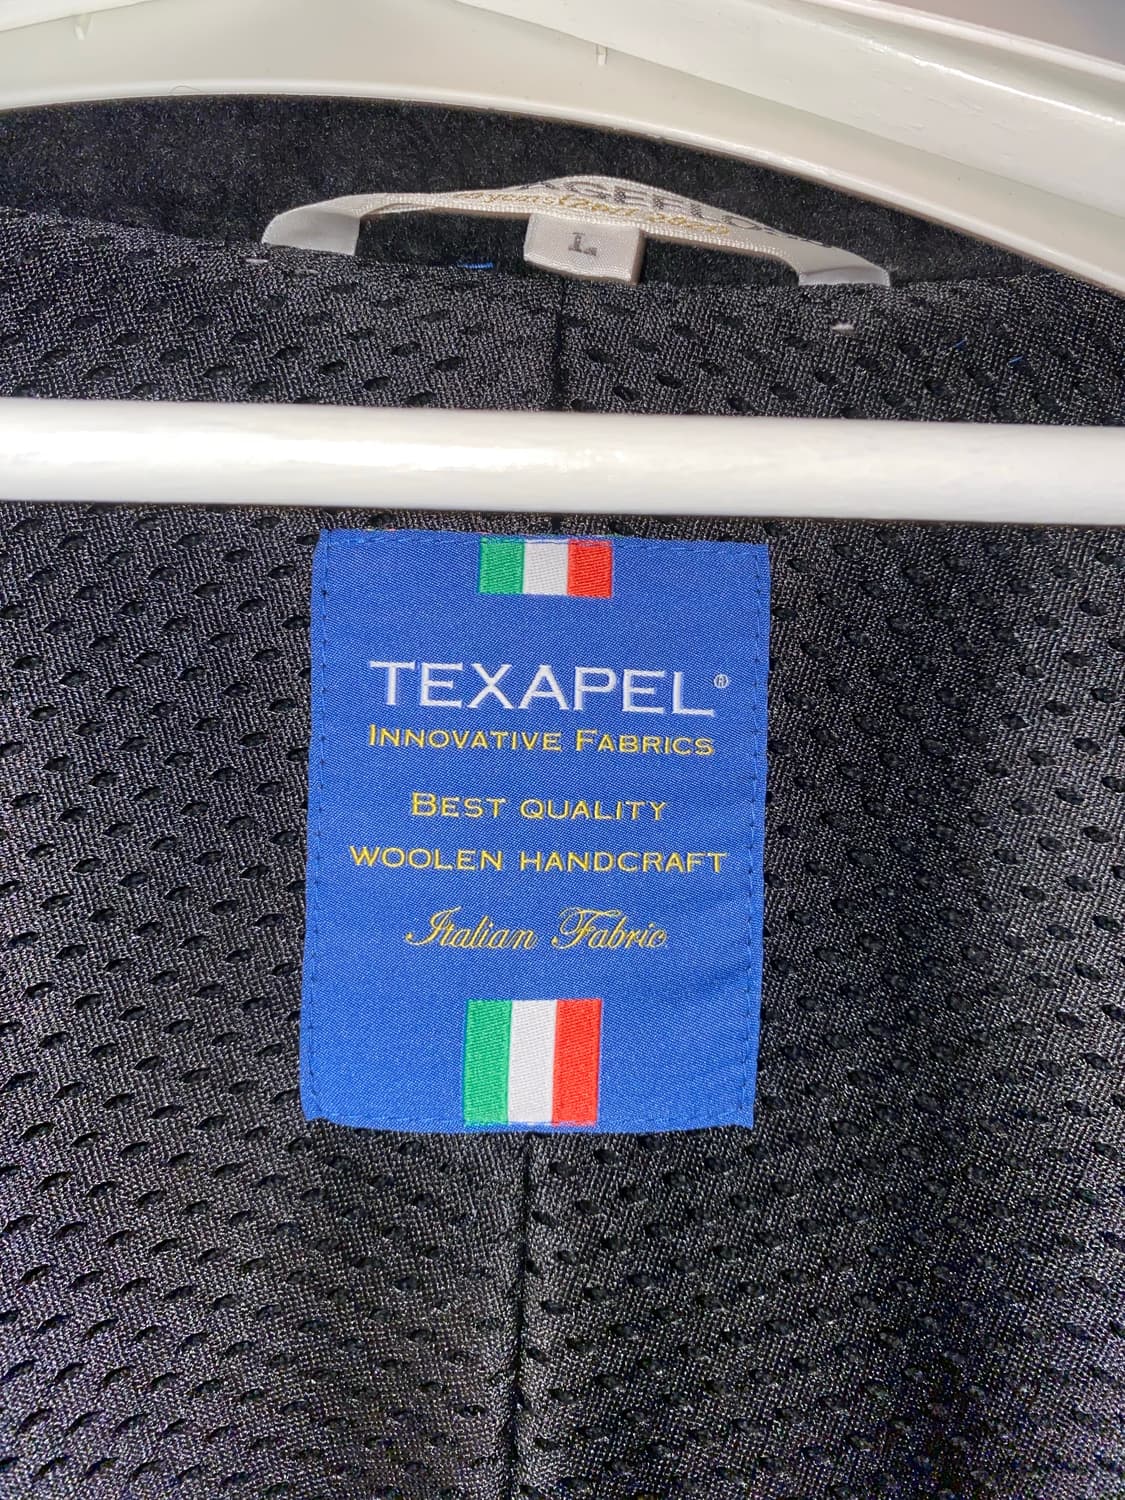 L
TEXAPEL®
INNOVATIVE FABRICS
BEST QUALITY
WOOLEN HANDCRAFT
Italian Fabric